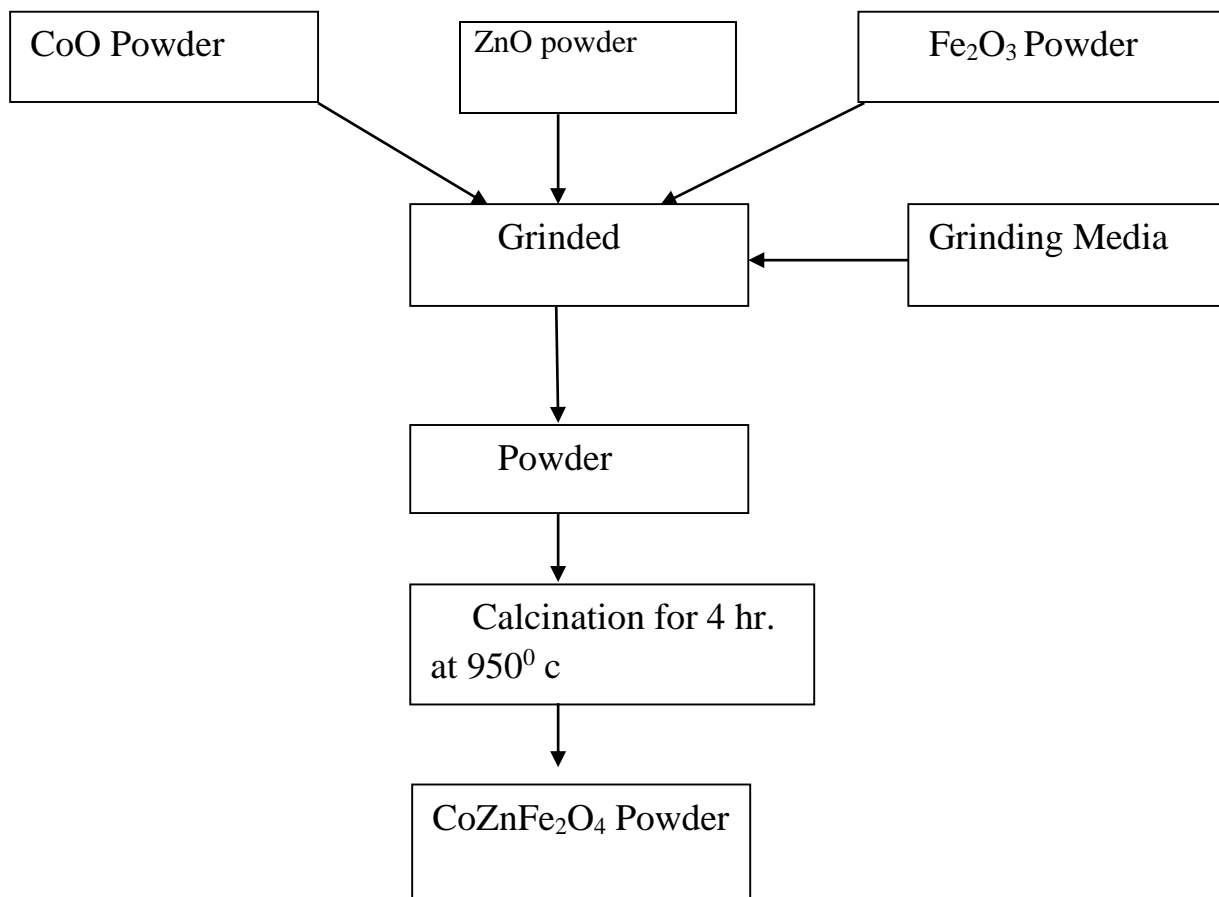 CoO Powder
ZnO powder
Fe₂O₃ Powder
Grinded
Grinding Media
Powder
Calcination for 4 hr.
at 950⁰ c
CoZnFe₂O₄ Powder